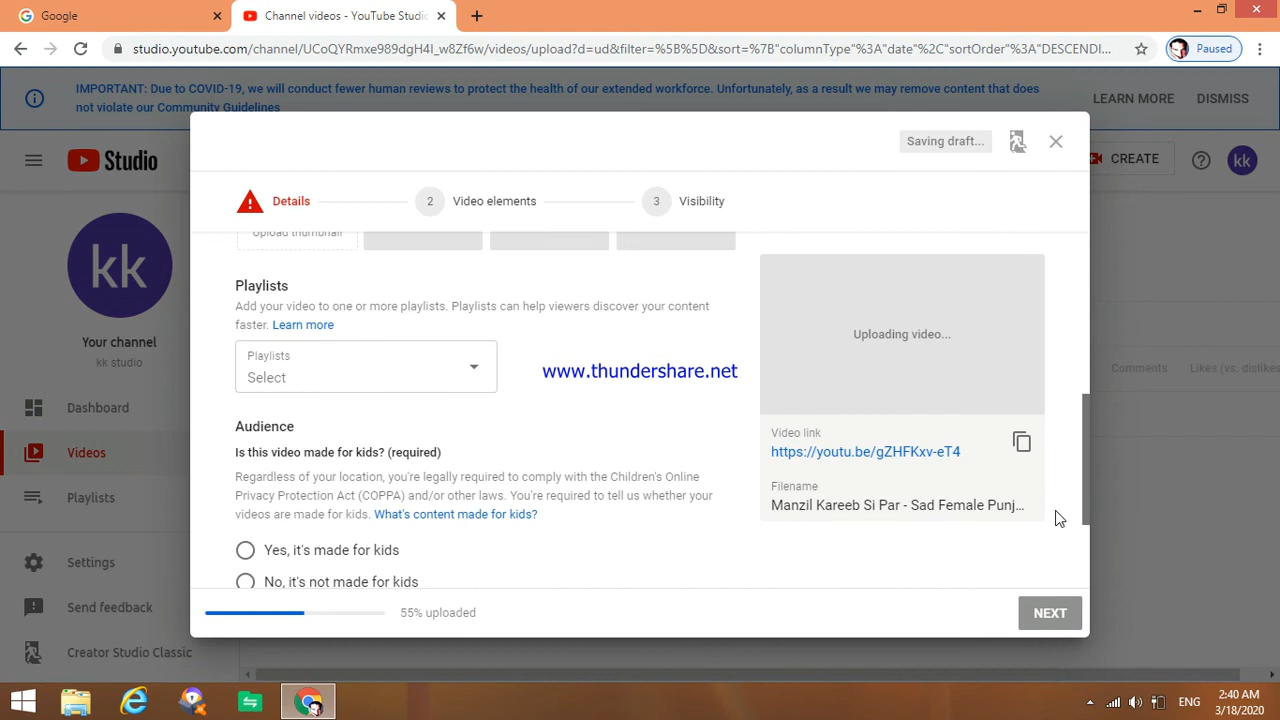 Google
Channel videos - YouTube Studio
studio.youtube.com/channel/UCoQYRmxe989dgH4I_w8Zf6w/videos/upload?d=ud&filter=%5B%5D&sort=%7B"columnType"%3A"date"%2C"sortOrder"%3A"DESCENDI...
Paused
IMPORTANT: Due to COVID-19, we will conduct fewer human reviews to protect the health of our extended workforce. Unfortunately, as a result we may remove content that does
not violate our Community Guidelines
LEARN MORE
DISMISS
Studio
CREATE
kk
Saving draft...
Details
2
Video elements
3
Visibility
Upload thumbnail
kk
Your channel
kk studio
Dashboard
Videos
Playlists
Settings
Send feedback
Creator Studio Classic
Playlists
Add your video to one or more playlists. Playlists can help viewers discover your content
faster. Learn more
Playlists
Select
Audience
Is this video made for kids? (required)
Regardless of your location, you're legally required to comply with the Children's Online
Privacy Protection Act (COPPA) and/or other laws. You're required to tell us whether your
videos are made for kids. What's content made for kids?
Yes, it's made for kids
No, it's not made for kids
www.thundershare.net
Uploading video...
Video link
https://youtu.be/gZHFKxv-eT4
Filename
Manzil Kareeb Si Par - Sad Female Punj...
Comments
Likes (vs. dislikes
55% uploaded
NEXT
ENG
2:40 AM
3/18/2020